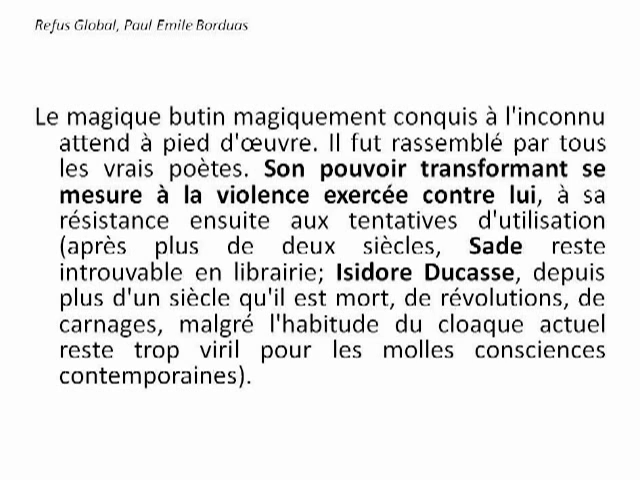 Refus Global, Paul Emile Borduas
Le magique butin magiquement conquis à l'inconnu
attend à pied d'œuvre. Il fut rassemblé par tous
les vrais poètes. Son pouvoir transformant se
mesure à la violence exercée contre lui, à sa
résistance ensuite aux tentatives d'utilisation
(après plus de deux siècles, Sade reste
introuvable en librairie; Isidore Ducasse, depuis
plus d'un siècle qu'il est mort, de révolutions, de
carnages, malgré l'habitude du cloaque actuel
reste trop viril pour les molles consciences
contemporaines).